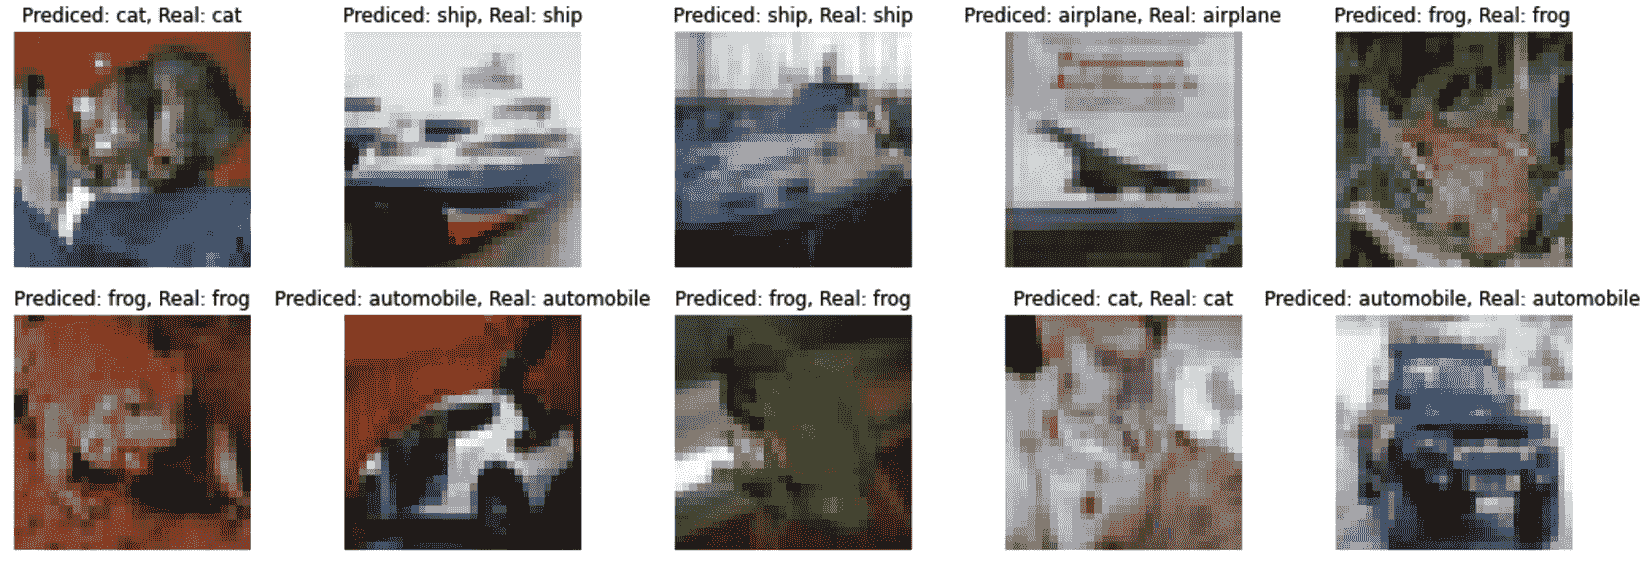 Prediced: cat, Real: cat
Prediced: ship, Real: ship
Prediced: ship, Real: ship
Prediced: airplane, Real: airplane
Prediced: frog, Real: frog
Prediced: frog, Real: frog
Prediced: automobile, Real: automobile
Prediced: frog, Real: frog
Prediced: cat, Real: cat
Prediced: automobile, Real: automobile